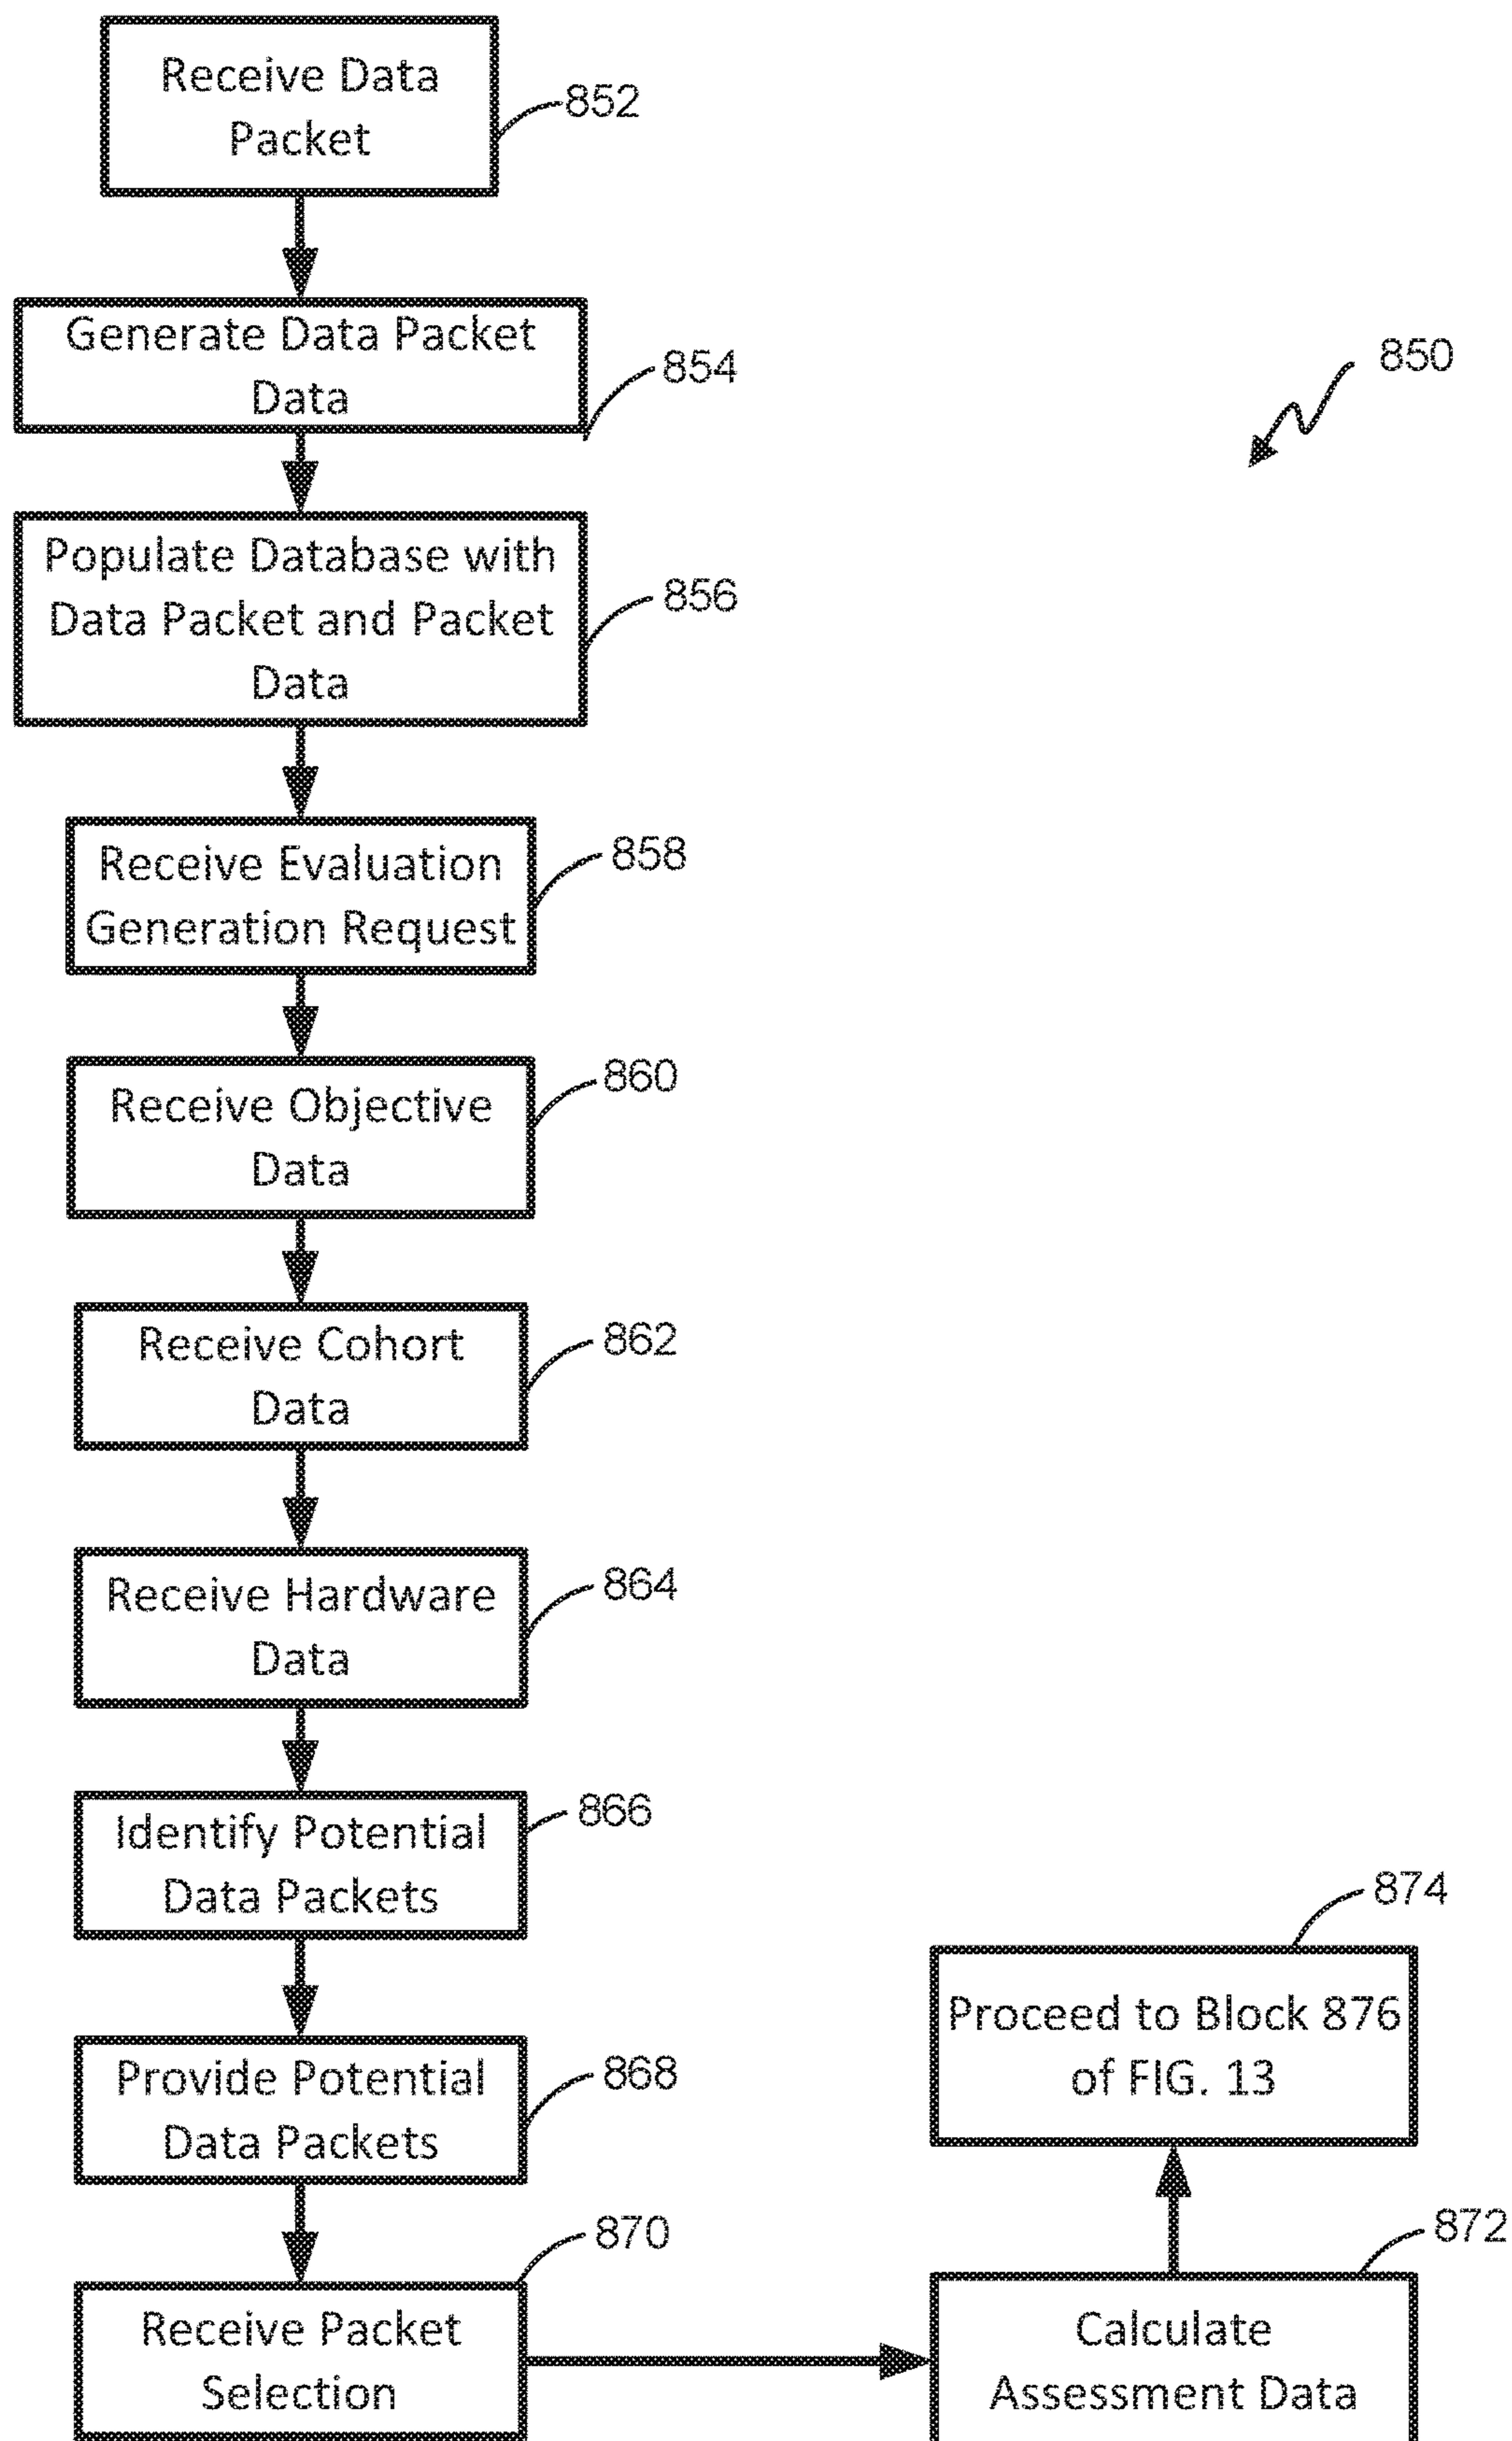 Receive Data
Packet
852
Generate Data Packet
Data
854
850
Populate Database with
Data Packet and Packet
Data
856
Receive Evaluation
Generation Request
858
Receive Objective
Data
860
Receive Cohort
Data
862
Receive Hardware
Data
864
Identify Potential
Data Packets
866
Provide Potential
Data Packets
868
Receive Packet
Selection
870
Calculate
Assessment Data
872
Proceed to Block 876
of FIG. 13
874